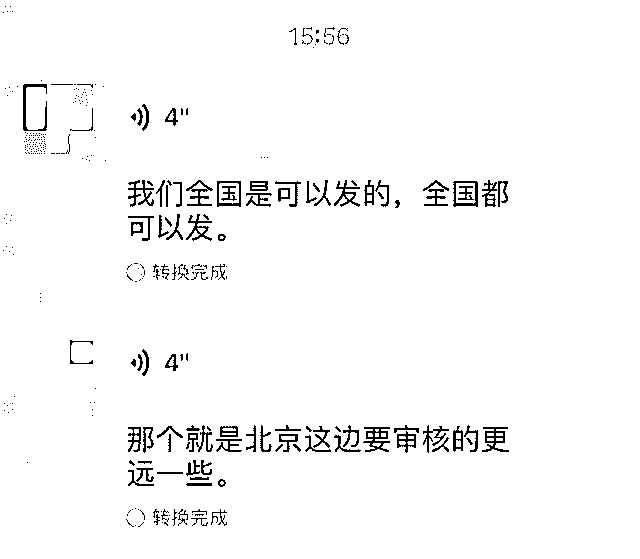 15:56
4"
我们全国是可以发的，全国都
可以发。
转换完成
4"
那个就是北京这边要审核的更
远一些。
转换完成